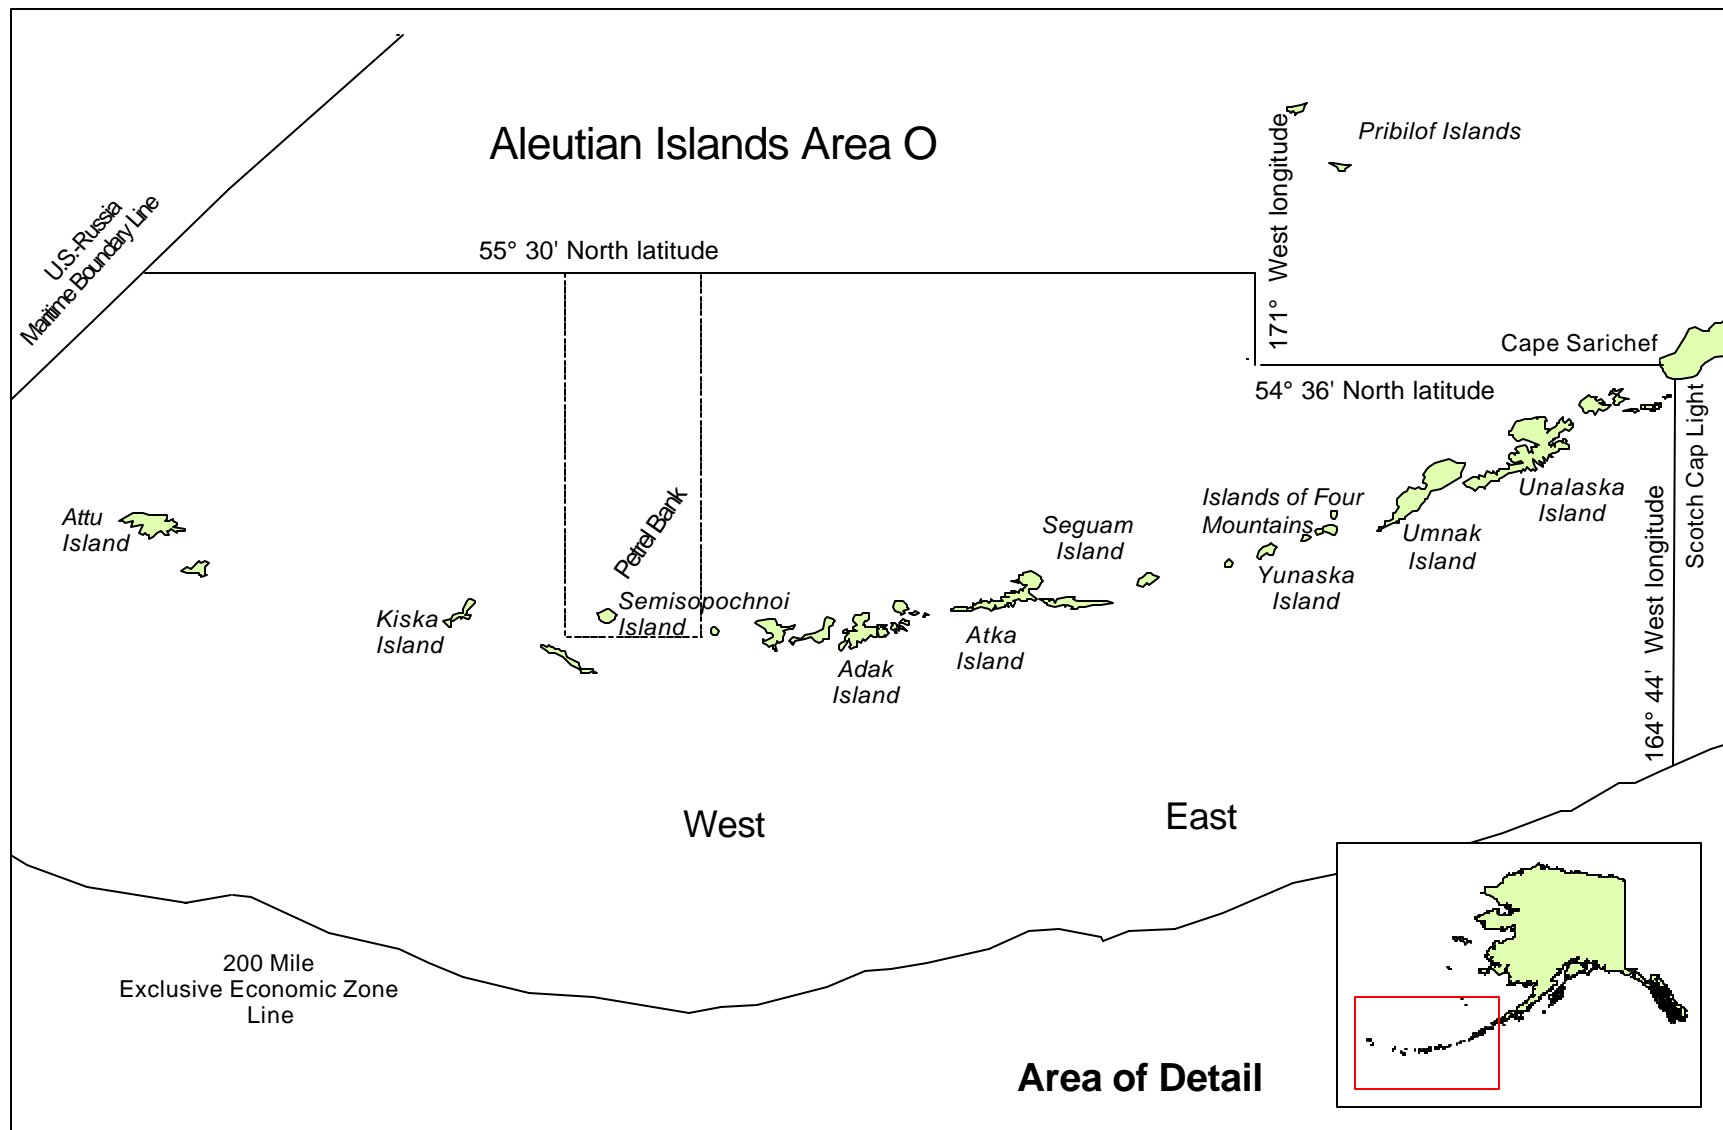 Aleutian Islands Area O
Pribilof Islands
171° West longitude
U.S.-Russia
Maritime Boundary Line
55° 30' North latitude
Cape Sarichef
54° 36' North latitude
Scotch Cap Light
164° 44' West longitude
Attu
Island
Kiska
Island
Petrel Bank
Semisopochnoi
Island
Adak
Island
Atka
Island
Seguam
Island
Islands of Four
Mountains
Yunaska
Island
Umnak
Island
Unalaska
Island
West
East
200 Mile
Exclusive Economic Zone
Line
Area of Detail